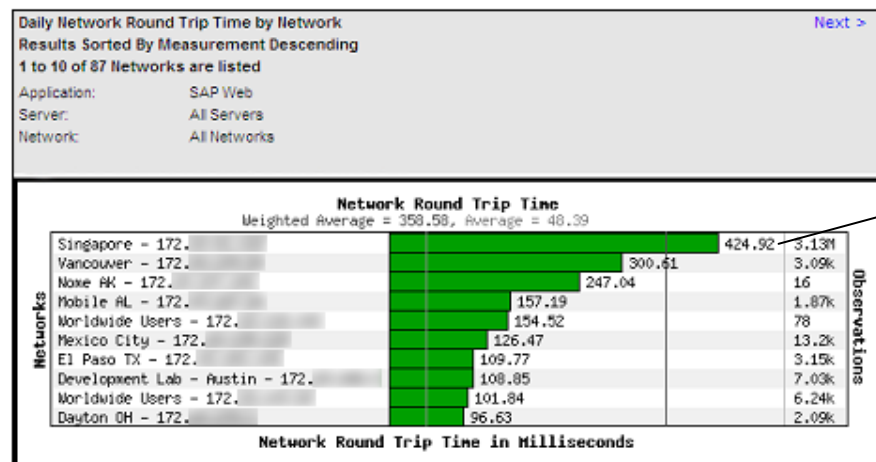 Daily Network Round Trip Time by Network Next >
Results Sorted By Measurement Descending
1 to 10 of 87 Networks are listed
Application: SAP Web
Server: All Servers
Network: All Networks
Network Round Trip Time
Weighted Average = 358.58, Average = 48.39
Singapore - 172. 424.92 3.13M
Vancouver - 172. 300.61 3.09k
Nome AK - 172. 247.04 16
Mobile AL - 172. 157.19 1.87k
Worldwide Users - 172. 154.52 78
Mexico City - 172. 126.47 13.2k
El Paso TX - 172. 109.77 3.15k
Development Lab - Austin - 172. 108.85 7.03k
Worldwide Users - 172. 101.84 6.24k
Dayton OH - 172. 96.63 2.09k
Networks
Observations
Network Round Trip Time in Milliseconds